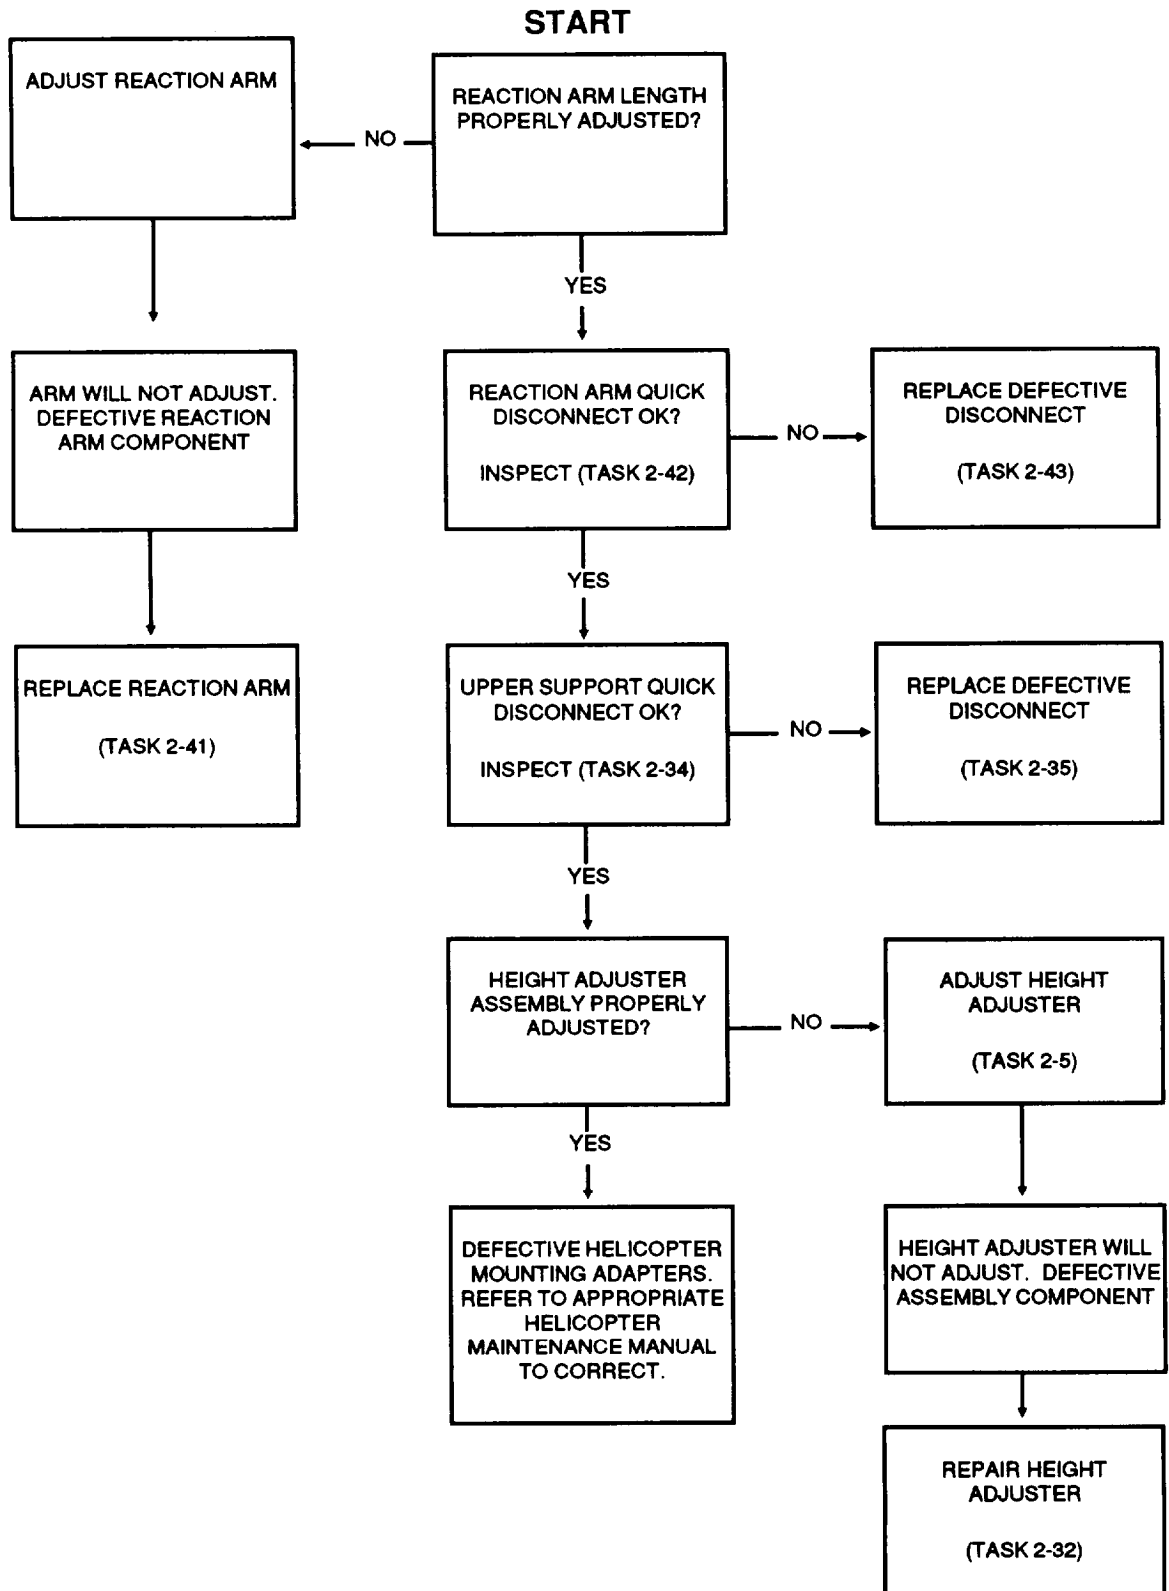 START
ADJUST REACTION ARM
REACTION ARM LENGTH
PROPERLY ADJUSTED?
NO
YES
ARM WILL NOT ADJUST.
DEFECTIVE REACTION
ARM COMPONENT
REACTION ARM QUICK
DISCONNECT OK?
INSPECT (TASK 2-42)
NO
REPLACE DEFECTIVE
DISCONNECT
(TASK 2-43)
YES
REPLACE REACTION ARM
(TASK 2-41)
UPPER SUPPORT QUICK
DISCONNECT OK?
INSPECT (TASK 2-34)
NO
REPLACE DEFECTIVE
DISCONNECT
(TASK 2-35)
YES
HEIGHT ADJUSTER
ASSEMBLY PROPERLY
ADJUSTED?
NO
ADJUST HEIGHT
ADJUSTER
(TASK 2-5)
YES
DEFECTIVE HELICOPTER
MOUNTING ADAPTERS.
REFER TO APPROPRIATE
HELICOPTER
MAINTENANCE MANUAL
TO CORRECT.
HEIGHT ADJUSTER WILL
NOT ADJUST. DEFECTIVE
ASSEMBLY COMPONENT
REPAIR HEIGHT
ADJUSTER
(TASK 2-32)